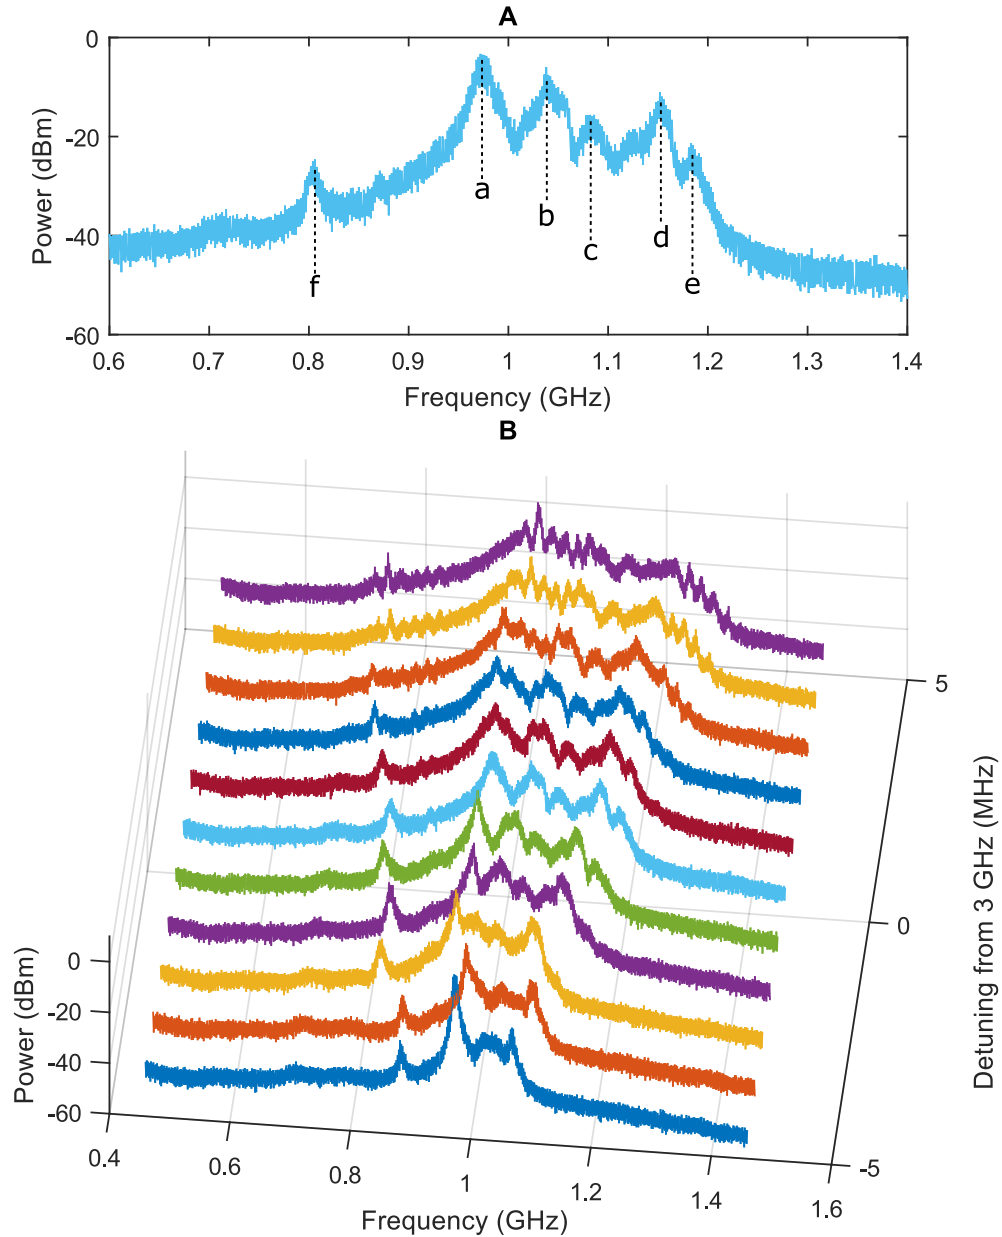 A
0
-20
-40
-60
Power (dBm)
a
b
c
d
e
f
0.6 0.7 0.8 0.9 1 1.1 1.2 1.3 1.4
Frequency (GHz)
B
5
0
-5
Detuning from 3 GHz (MHz)
0
-20
-40
-60
Power (dBm)
0.4 0.6 0.8 1 1.2 1.4 1.6
Frequency (GHz)